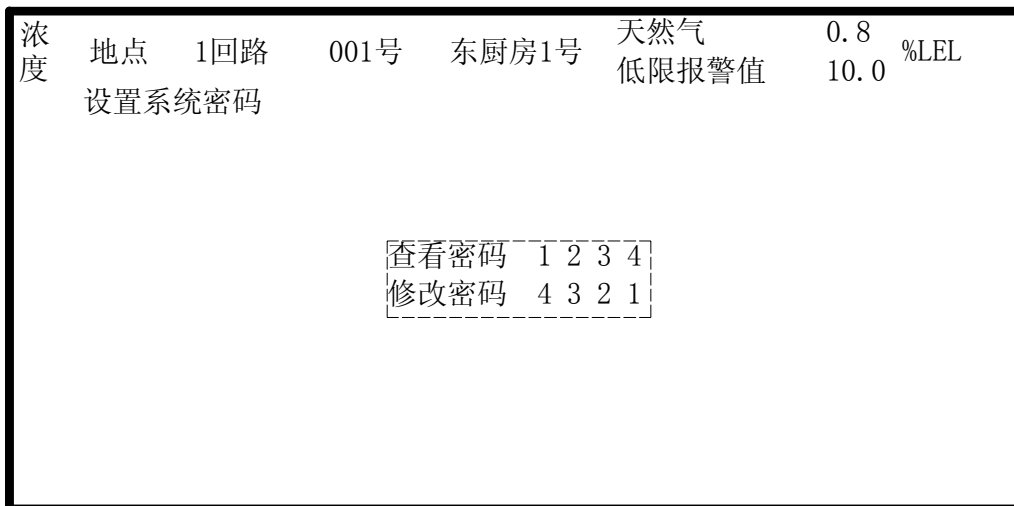 浓度 地点 1回路 001号 东厨房1号 天然气 0.8 %LEL
低限报警值 10.0
设置系统密码
查看密码 1 2 3 4
修改密码 4 3 2 1